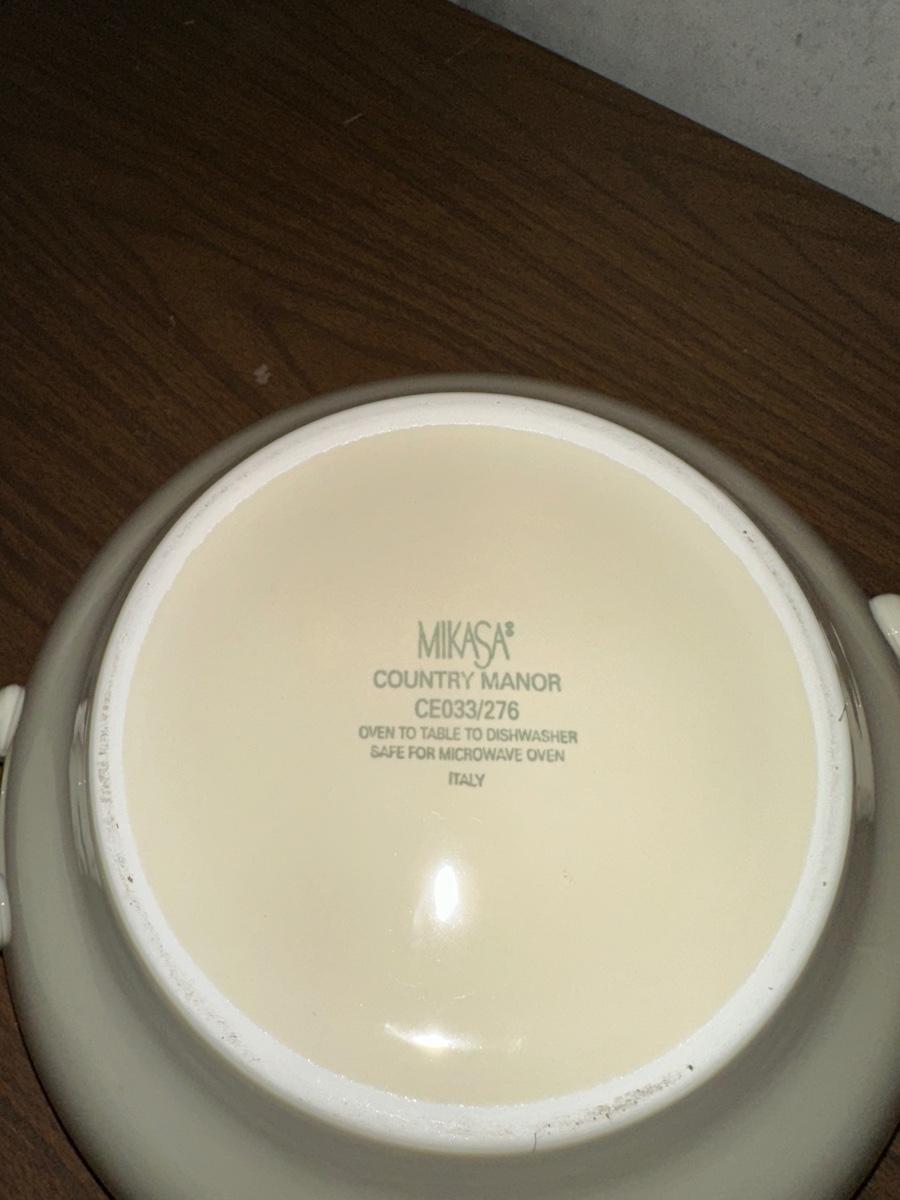 MIKASA®
COUNTRY MANOR
CE033/276
OVEN TO TABLE TO DISHWASHER
SAFE FOR MICROWAVE OVEN
ITALY